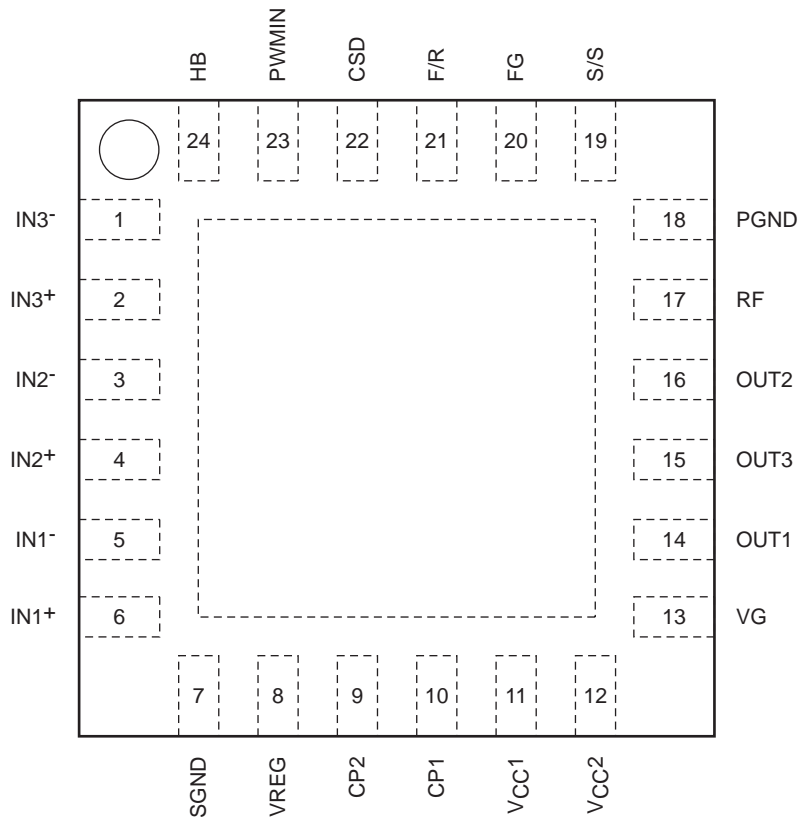 HB PWMIN CSD F/R FG S/S
24 23 22 21 20 19
IN3- 1 18 PGND
IN3+ 2 17 RF
IN2- 3 16 OUT2
IN2+ 4 15 OUT3
IN1- 5 14 OUT1
IN1+ 6 13 VG
7 8 9 10 11 12
SGND VREG CP2 CP1 VCC1 VCC2